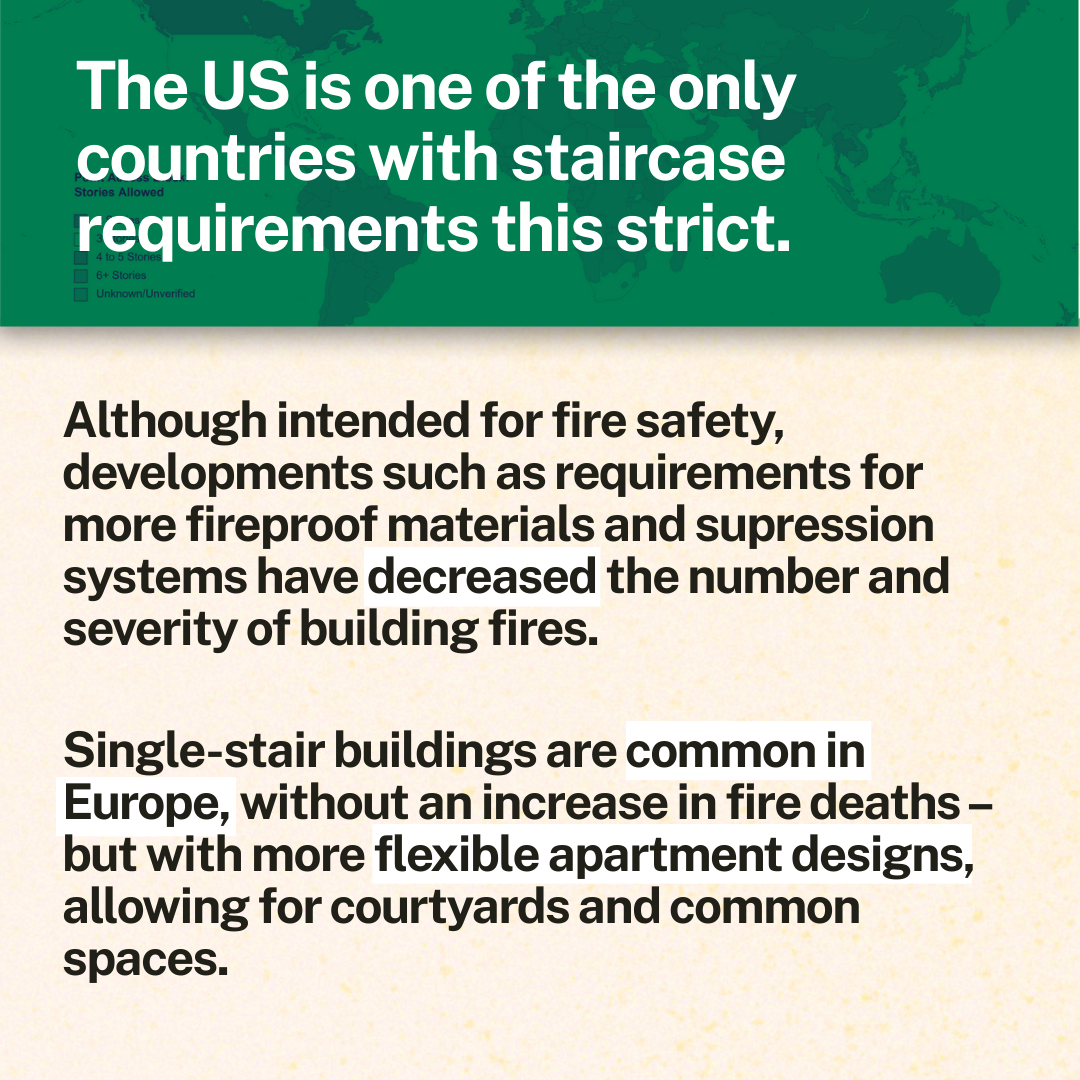 The US is one of the only
countries with staircase
requirements this strict.
Stories Allowed
4 to 5 Stories
6+ Stories
Unknown/Unverified
Although intended for fire safety,
developments such as requirements for
more fireproof materials and supression
systems have decreased the number and
severity of building fires.
Single-stair buildings are common in
Europe, without an increase in fire deaths –
but with more flexible apartment designs,
allowing for courtyards and common
spaces.